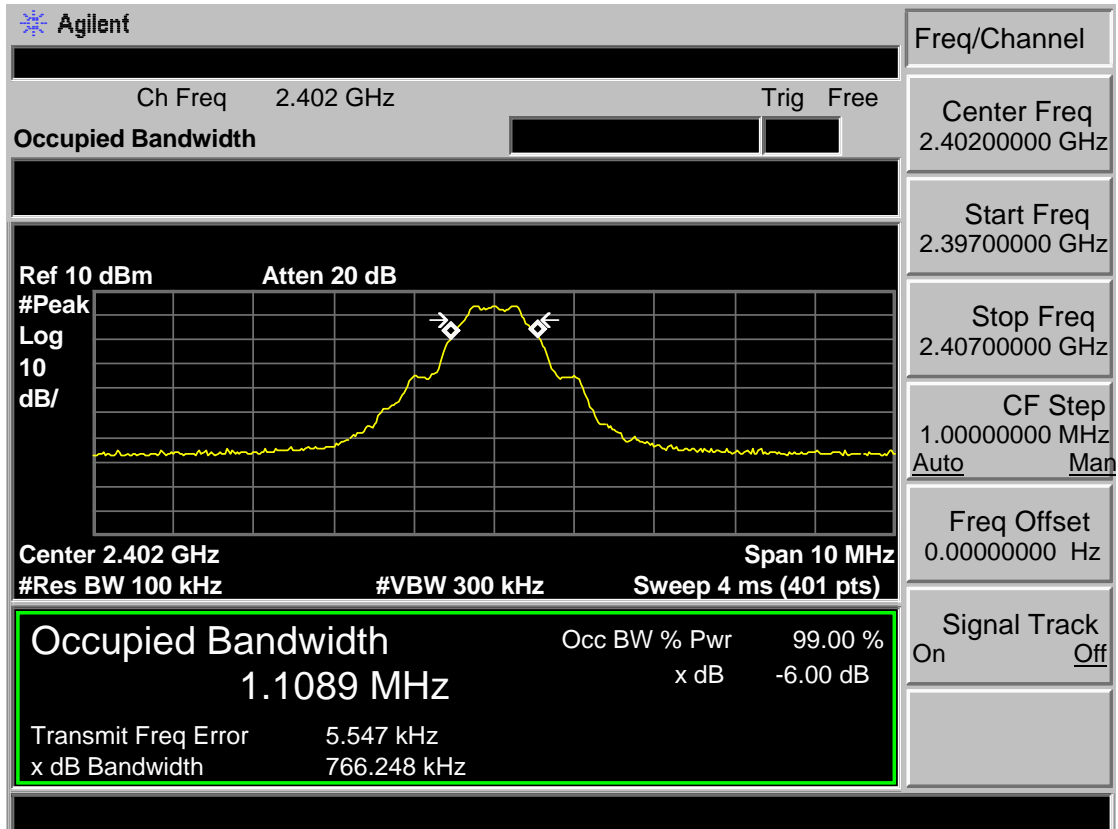 Agilent
Freq/Channel
Ch Freq 2.402 GHz Trig Free
Occupied Bandwidth
Center Freq
2.40200000 GHz
Start Freq
2.39700000 GHz
Stop Freq
2.40700000 GHz
CF Step
1.00000000 MHz
Auto Man
Freq Offset
0.00000000 Hz
Signal Track
On Off
Ref 10 dBm Atten 20 dB
#Peak
Log
10
dB/
Center 2.402 GHz Span 10 MHz
#Res BW 100 kHz #VBW 300 kHz Sweep 4 ms (401 pts)
Occupied Bandwidth Occ BW % Pwr 99.00 %
1.1089 MHz x dB -6.00 dB
Transmit Freq Error 5.547 kHz
x dB Bandwidth 766.248 kHz